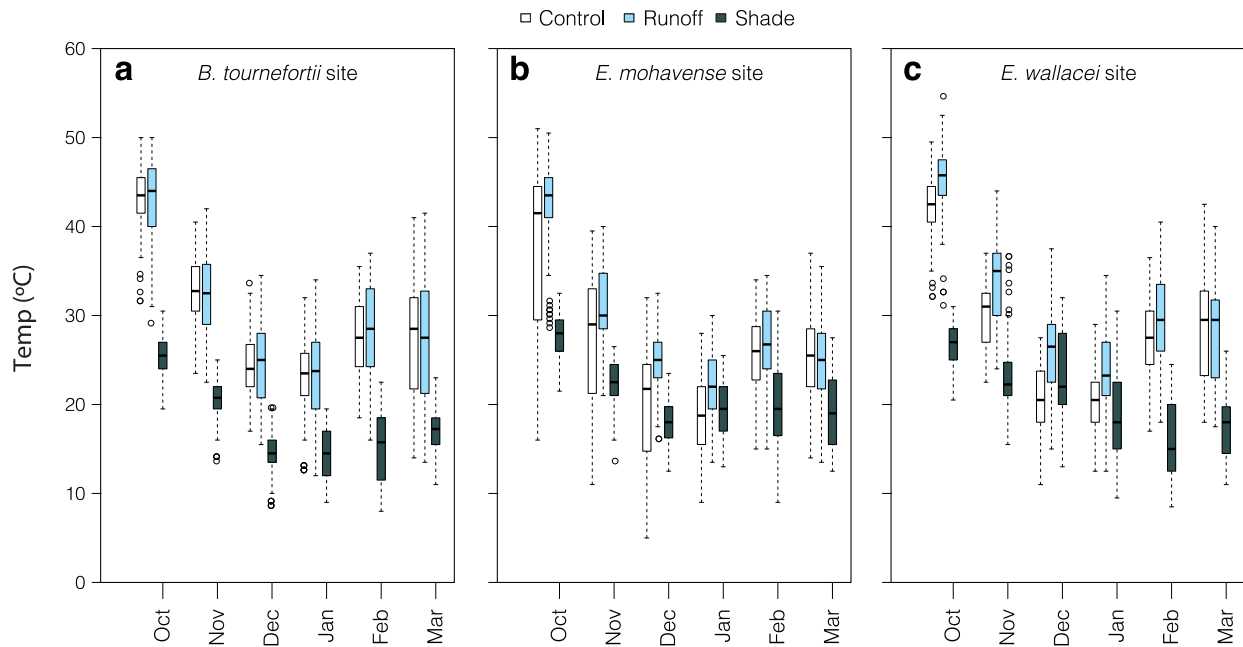 Control Runoff Shade
a B. tournefortii site
b E. mohavense site
c E. wallacei site
Temp (ºC)
60
50
40
30
20
10
0
Oct Nov Dec Jan Feb Mar
Oct Nov Dec Jan Feb Mar
Oct Nov Dec Jan Feb Mar